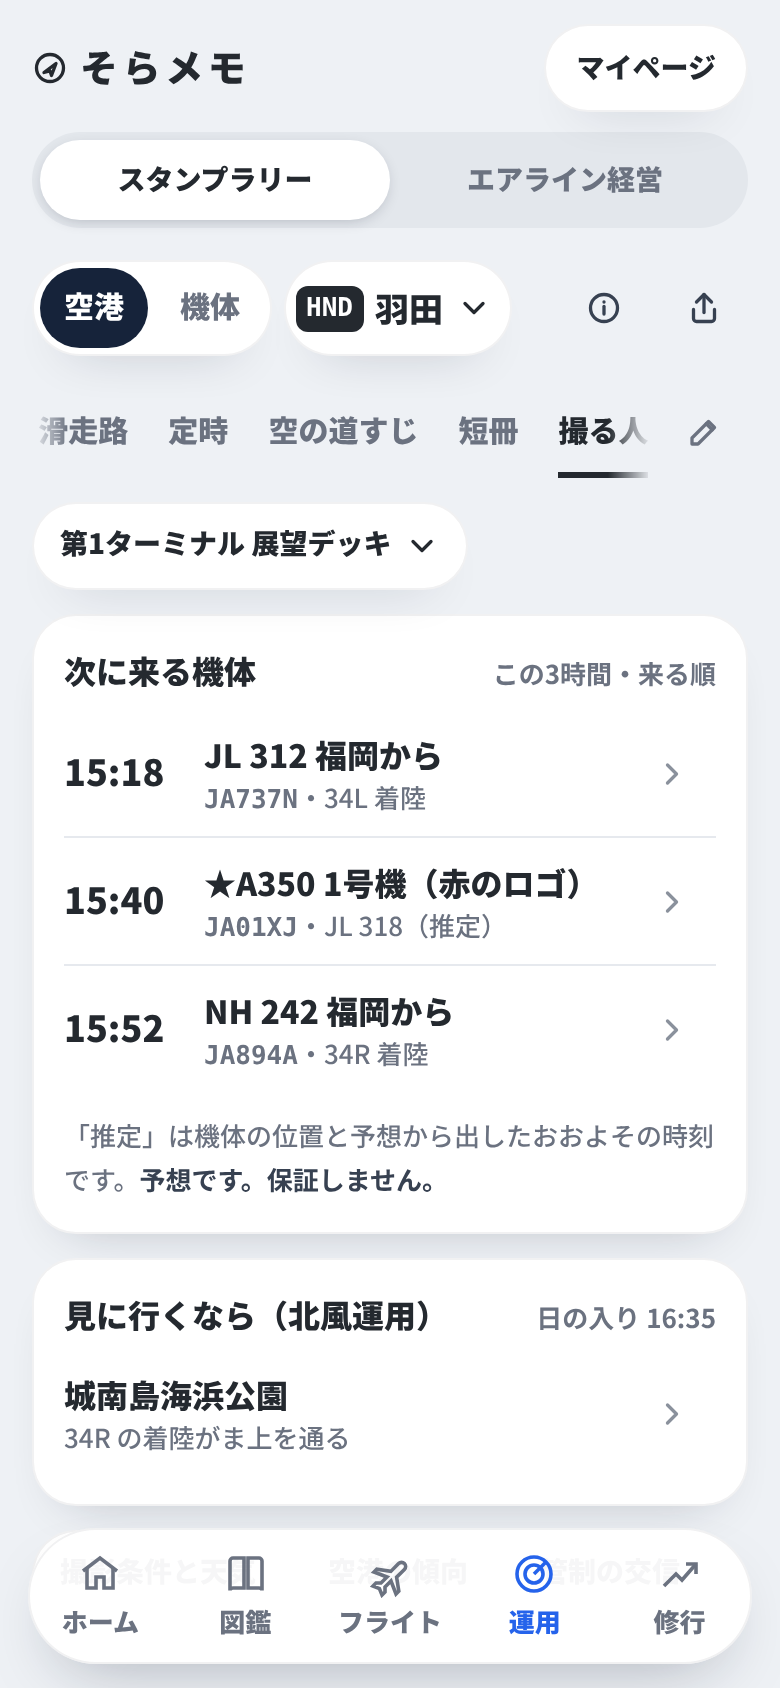 そらメモ
マイページ
スタンプラリー
エアライン経営
空港
機体
HND 羽田
滑走路
定時
空の道すじ
短冊
撮る人
第1ターミナル 展望デッキ
次に来る機体
この3時間・来る順
15:18
JL 312 福岡から
JA737N・34L 着陸
15:40
★A350 1号機（赤のロゴ）
JA01XJ・JL 318（推定）
15:52
NH 242 福岡から
JA894A・34R 着陸
「推定」は機体の位置と予想から出したおおよその時刻
です。予想です。保証しません。
見に行くなら（北風運用）
日の入り 16:35
城南島海浜公園
34R の着陸がま上を通る
ホーム
図鑑
フライト
運用
修行